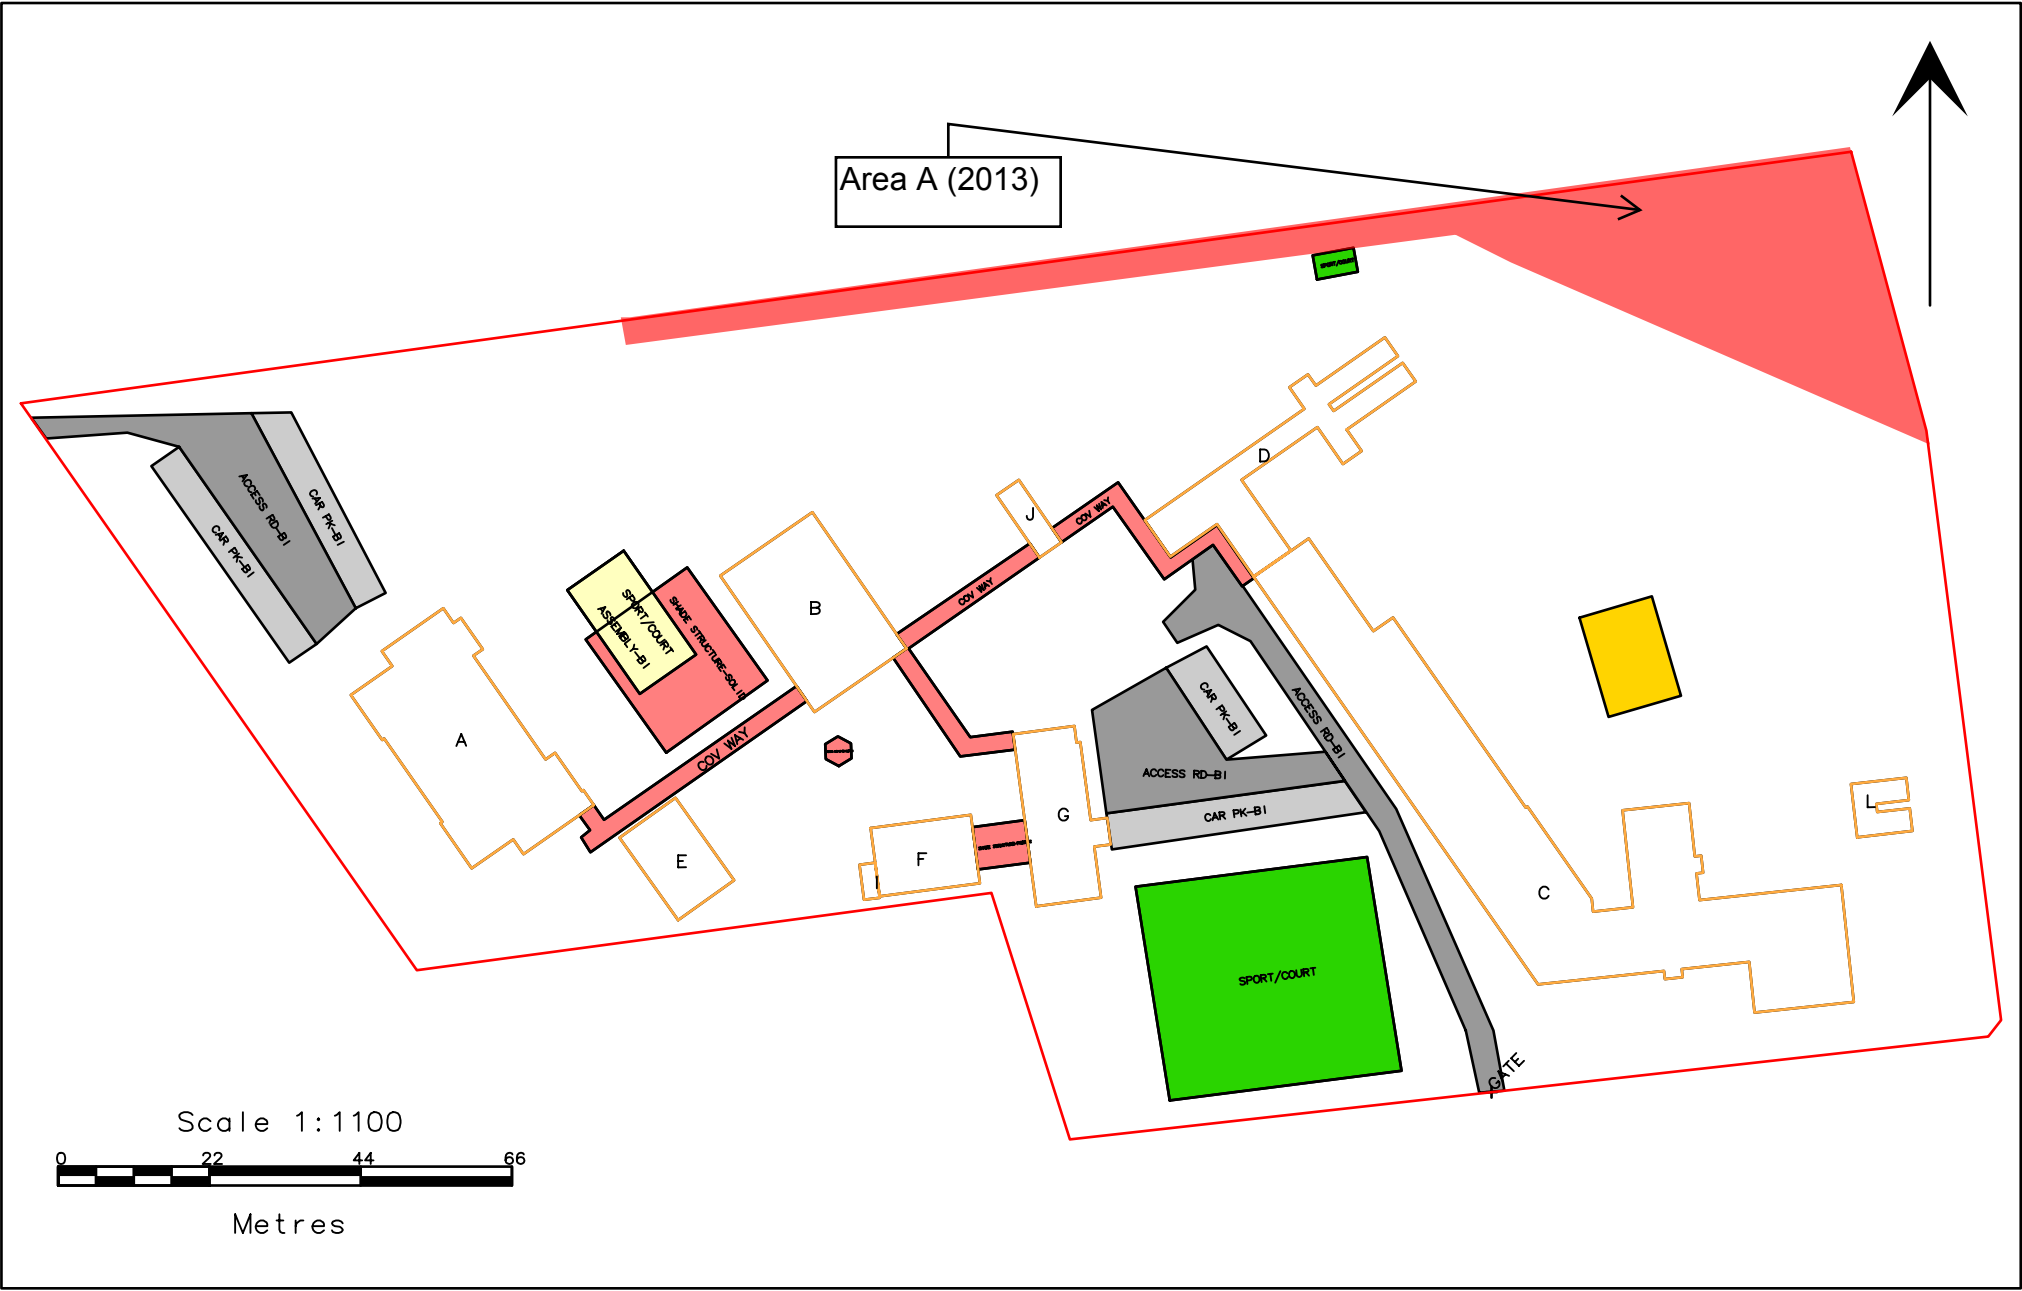 Area A (2013)
SPORT/COURT
D
CAR PK-BI
ACCESS RD-BI
CAR PK-BI
J
COV WAY
COV WAY
SPORT/COURT
ASSEMBLY-BI
SHADE STRUCTURE-SOLID
B
A
COV WAY
E
F
I
G
CAR PK-BI
ACCESS RD-BI
ACCESS RD-BI
CAR PK-BI
C
L
SPORT/COURT
GATE
Scale 1:1100
0 22 44 66
Metres